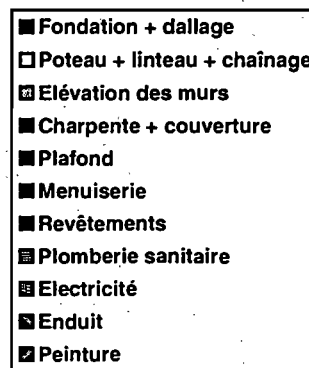 Fondation + dallage
Poteau + linteau + chaînage
Elévation des murs
Charpente + couverture
Plafond
Menuiserie
Revêtements
Plomberie sanitaire
Electricité
Enduit
Peinture